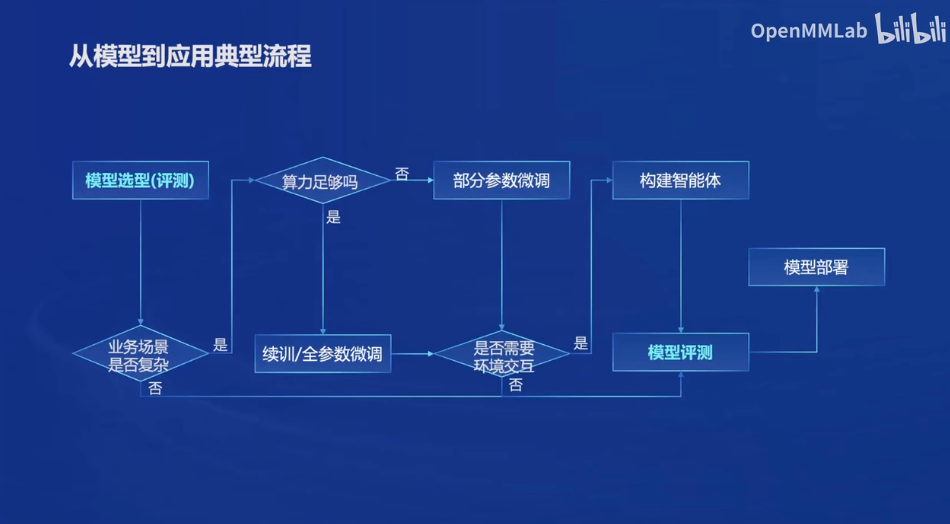 OpenMMLab bilibili
从模型到应用典型流程
模型选型(评测)
算力足够吗
否
部分参数微调
构建智能体
是
模型部署
业务场景
是否复杂
是
续训/全参数微调
是否需要
环境交互
是
模型评测
否
否